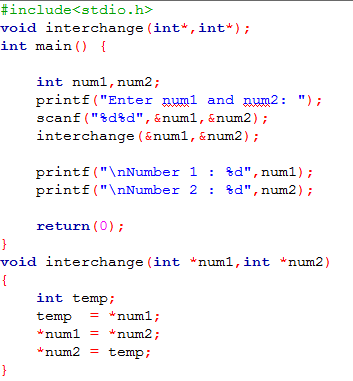 #include<stdio.h>
void interchange(int*,int*);
int main() {
int num1,num2;
printf("Enter num1 and num2: ");
scanf("%d%d",&num1,&num2);
interchange(&num1,&num2);
printf("\nNumber 1 : %d",num1);
printf("\nNumber 2 : %d",num2);
return(0);
}
void interchange(int *num1,int *num2)
{
int temp;
temp  = *num1;
*num1 = *num2;
*num2 = temp;
}